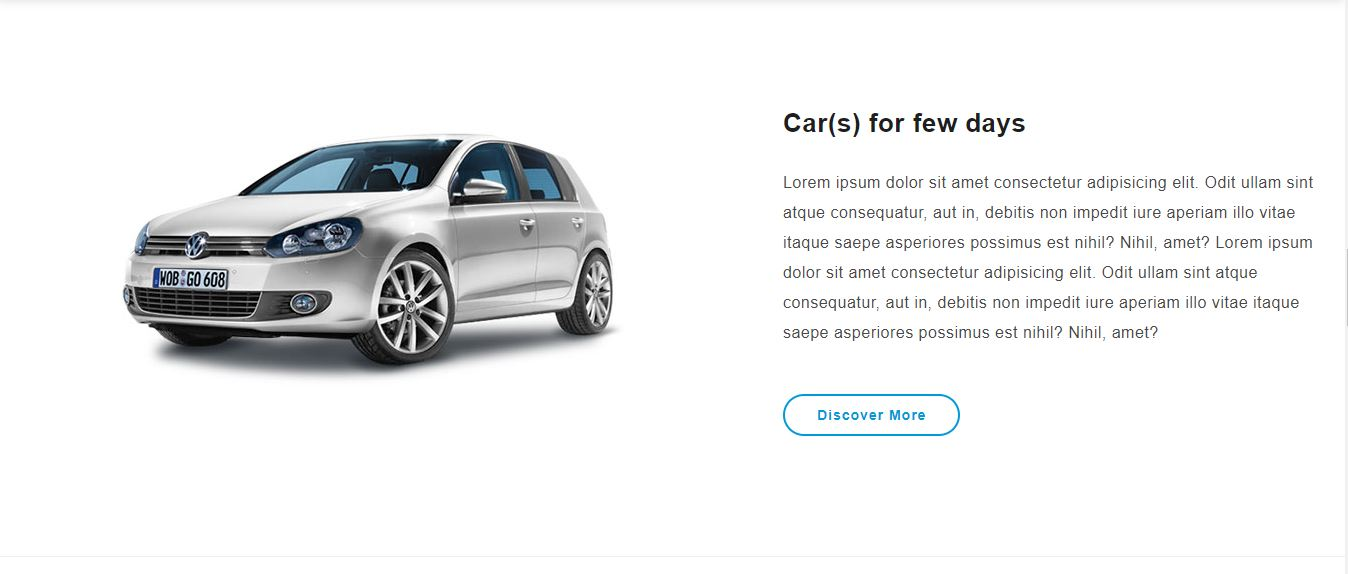 Car(s) for few days
Lorem ipsum dolor sit amet consectetur adipisicing elit. Odit ullam sint
atque consequatur, aut in, debitis non impedit iure aperiam illo vitae
itaque saepe asperiores possimus est nihil? Nihil, amet? Lorem ipsum
dolor sit amet consectetur adipisicing elit. Odit ullam sint atque
consequatur, aut in, debitis non impedit iure aperiam illo vitae itaque
saepe asperiores possimus est nihil? Nihil, amet?
WOB GO 608
Discover More